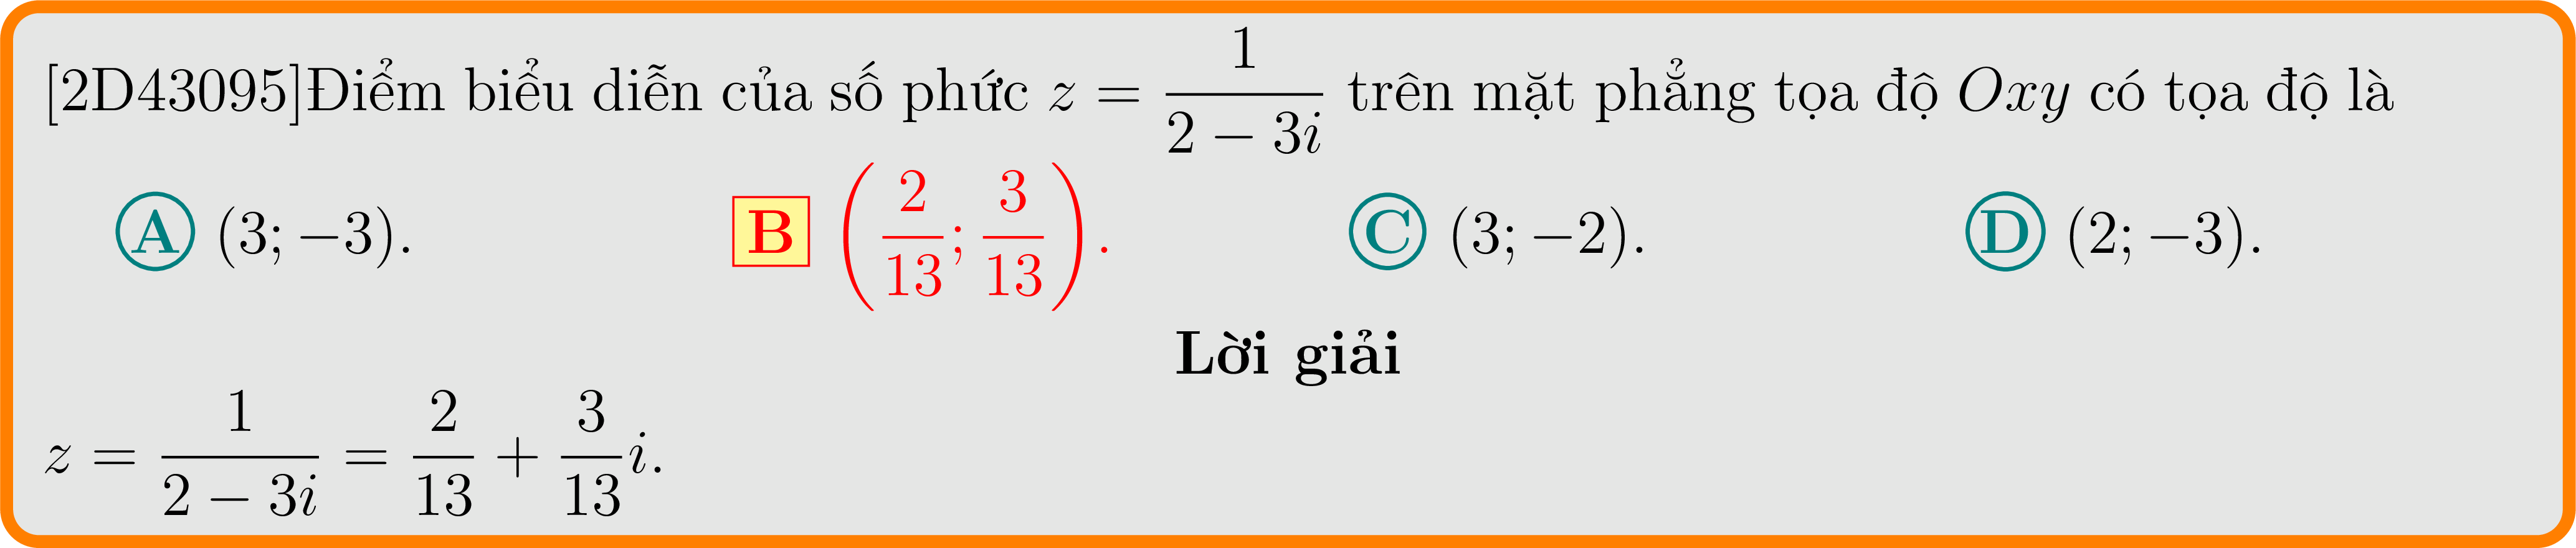 [2D43095]Điểm biểu diễn của số phức z = \frac{1}{2 − 3i} trên mặt phẳng tọa độ Oxy có tọa độ là
A (3; −3). B (\frac{2}{13}; \frac{3}{13}). C (3; −2). D (2; −3).
Lời giải
z = \frac{1}{2 − 3i} = \frac{2}{13} + \frac{3}{13}i.